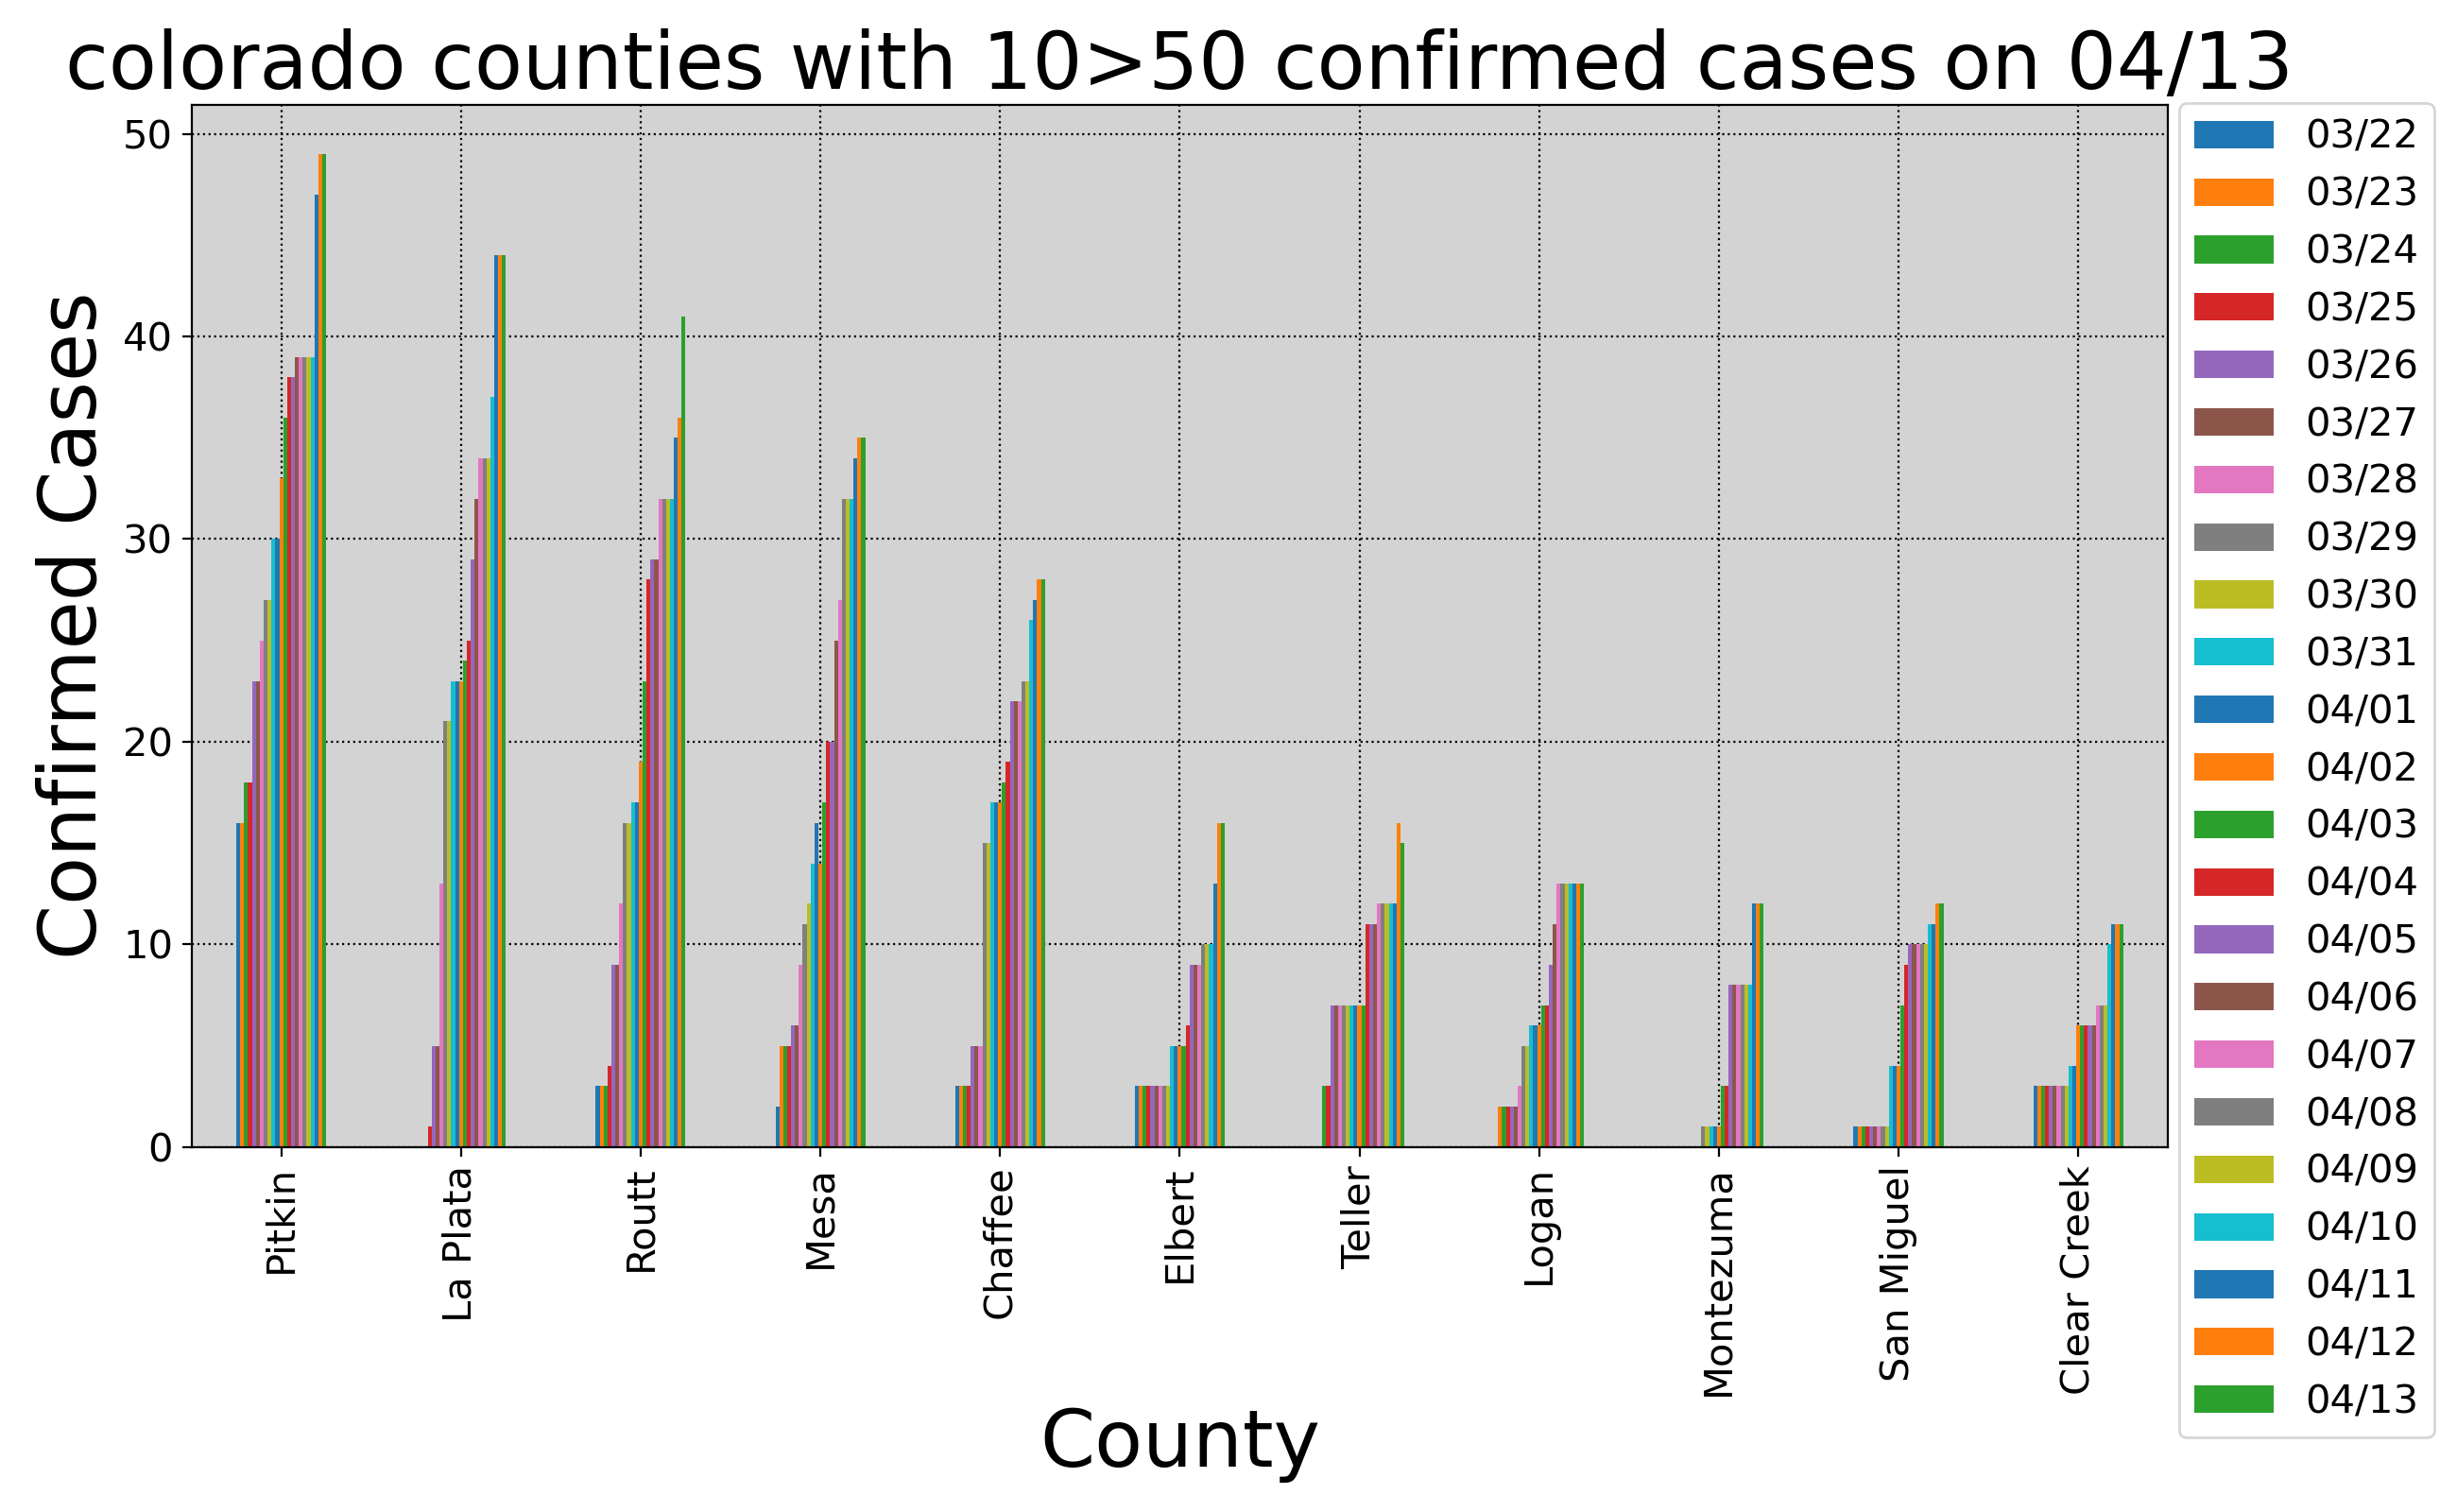 colorado counties with 10>50 confirmed cases on 04/13
Confirmed Cases
50
40
30
20
10
0
Pitkin
La Plata
Routt
Mesa
Chaffee
Elbert
Teller
Logan
Montezuma
San Miguel
Clear Creek
County
03/22
03/23
03/24
03/25
03/26
03/27
03/28
03/29
03/30
03/31
04/01
04/02
04/03
04/04
04/05
04/06
04/07
04/08
04/09
04/10
04/11
04/12
04/13